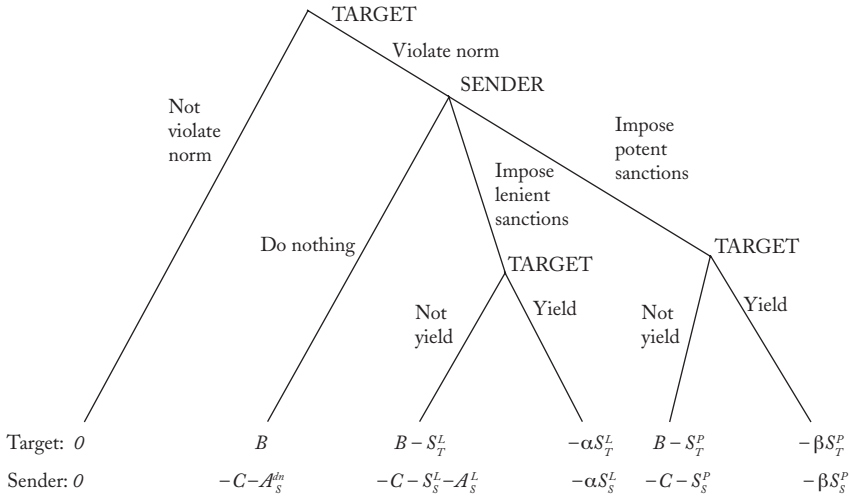 TARGET
Violate norm
SENDER
Not
violate
norm
Impose
potent
sanctions
Impose
lenient
sanctions
Do nothing
TARGET
TARGET
Not
yield
Yield
Not
yield
Yield
Target: 0 B B − S_T^L −αS_T^L B − S_T^P −βS_T^P
Sender: 0 −C−A_S^{dn} −C − S_S^L−A_S^L −αS_S^L −C − S_S^P −βS_S^P